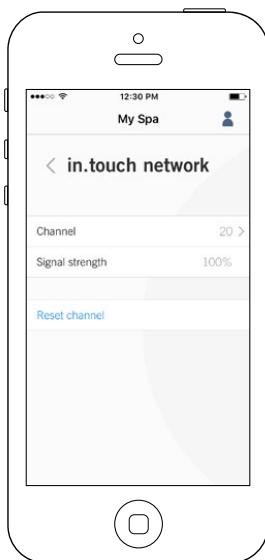 12:30 PM
My Spa
in.touch network
Channel 20
Signal strength 100%
Reset channel